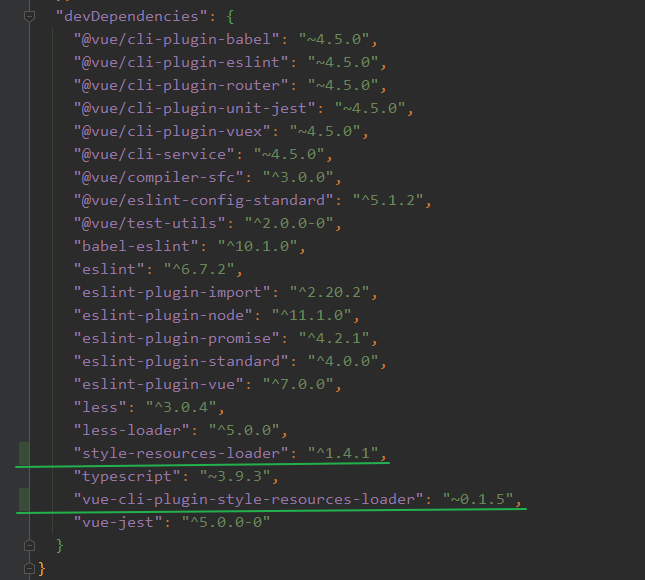 "devDependencies": {
"@vue/cli-plugin-babel": "~4.5.0",
"@vue/cli-plugin-eslint": "~4.5.0",
"@vue/cli-plugin-router": "~4.5.0",
"@vue/cli-plugin-unit-jest": "~4.5.0",
"@vue/cli-plugin-vuex": "~4.5.0",
"@vue/cli-service": "~4.5.0",
"@vue/compiler-sfc": "^3.0.0",
"@vue/eslint-config-standard": "^5.1.2",
"@vue/test-utils": "^2.0.0-0",
"babel-eslint": "^10.1.0",
"eslint": "^6.7.2",
"eslint-plugin-import": "^2.20.2",
"eslint-plugin-node": "^11.1.0",
"eslint-plugin-promise": "^4.2.1",
"eslint-plugin-standard": "^4.0.0",
"eslint-plugin-vue": "^7.0.0",
"less": "^3.0.4",
"less-loader": "^5.0.0",
"style-resources-loader": "^1.4.1",
"typescript": "~3.9.3",
"vue-cli-plugin-style-resources-loader": "~0.1.5",
"vue-jest": "^5.0.0-0"
}
}